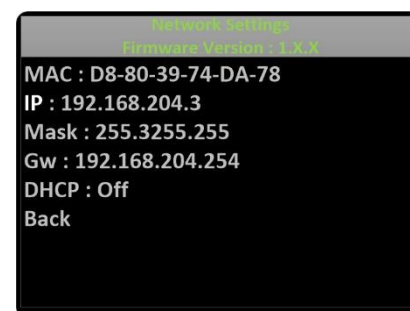 Network Settings
Firmware Version : 1.X.X
MAC : D8-80-39-74-DA-78
IP : 192.168.204.3
Mask : 255.3255.255
Gw : 192.168.204.254
DHCP : Off
Back